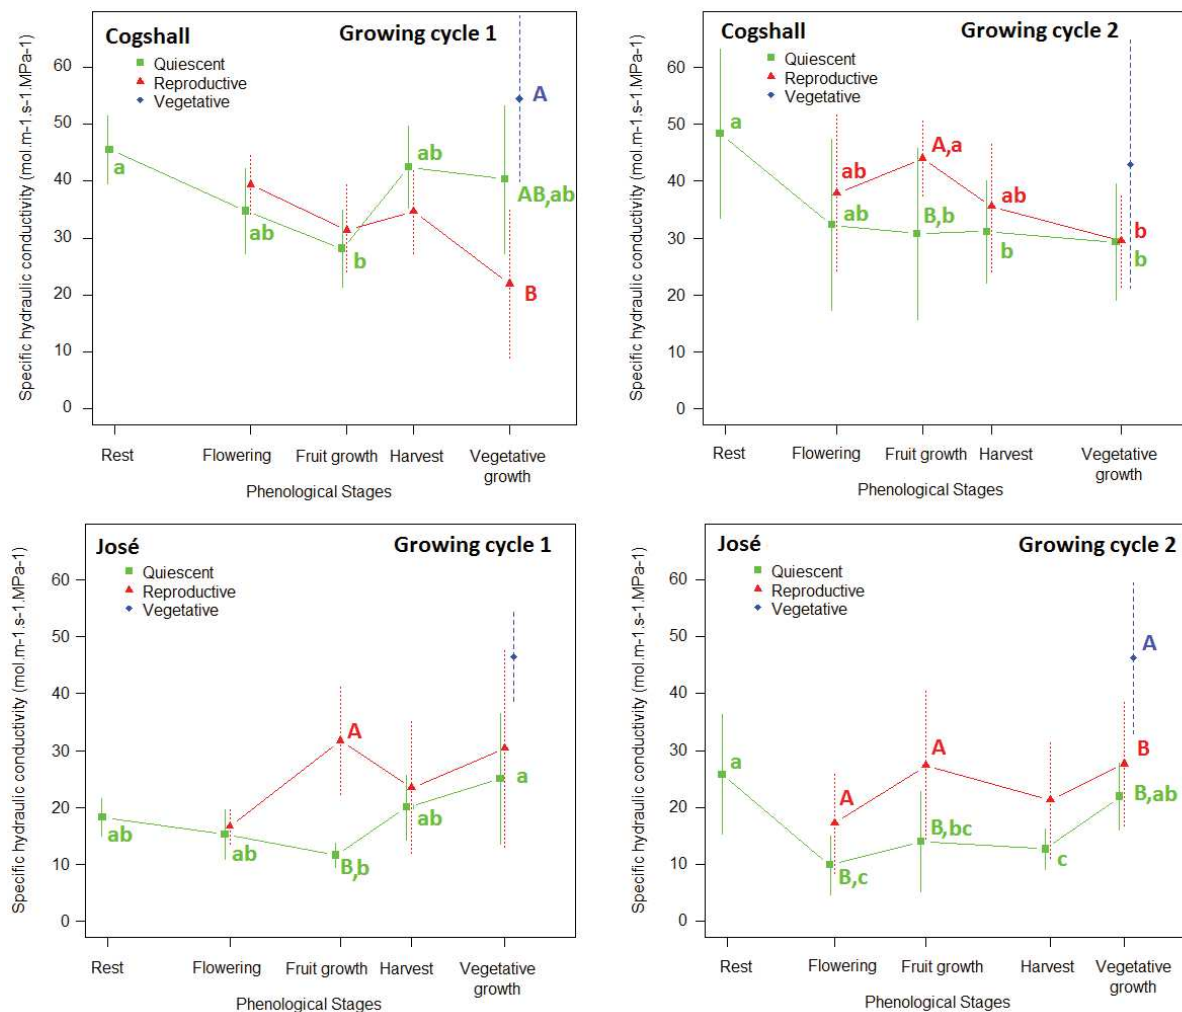 Cogshall
Growing cycle 1
Quiescent
Reproductive
Vegetative
Specific hydraulic conductivity (mol.m-1.s-1.MPa-1)
60
50
40
30
20
10
0
a
ab
b
ab
A
AB,ab
B
Rest
Flowering
Fruit growth
Harvest
Vegetative
growth
Phenological Stages
Cogshall
Growing cycle 2
Quiescent
Reproductive
Vegetative
Specific hydraulic conductivity (mol.m-1.s-1.MPa-1)
60
50
40
30
20
10
0
a
ab
ab
A,a
B,b
ab
b
b
b
Rest
Flowering
Fruit growth
Harvest
Vegetative
growth
Phenological Stages
José
Growing cycle 1
Quiescent
Reproductive
Vegetative
Specific hydraulic conductivity (mol.m-1.s-1.MPa-1)
60
50
40
30
20
10
0
ab
ab
A
B,b
ab
a
Rest
Flowering
Fruit growth
Harvest
Vegetative
growth
Phenological Stages
José
Growing cycle 2
Quiescent
Reproductive
Vegetative
Specific hydraulic conductivity (mol.m-1.s-1.MPa-1)
60
50
40
30
20
10
0
a
A
B,c
A
B,bc
c
A
B
B,ab
Rest
Flowering
Fruit growth
Harvest
Vegetative
growth
Phenological Stages